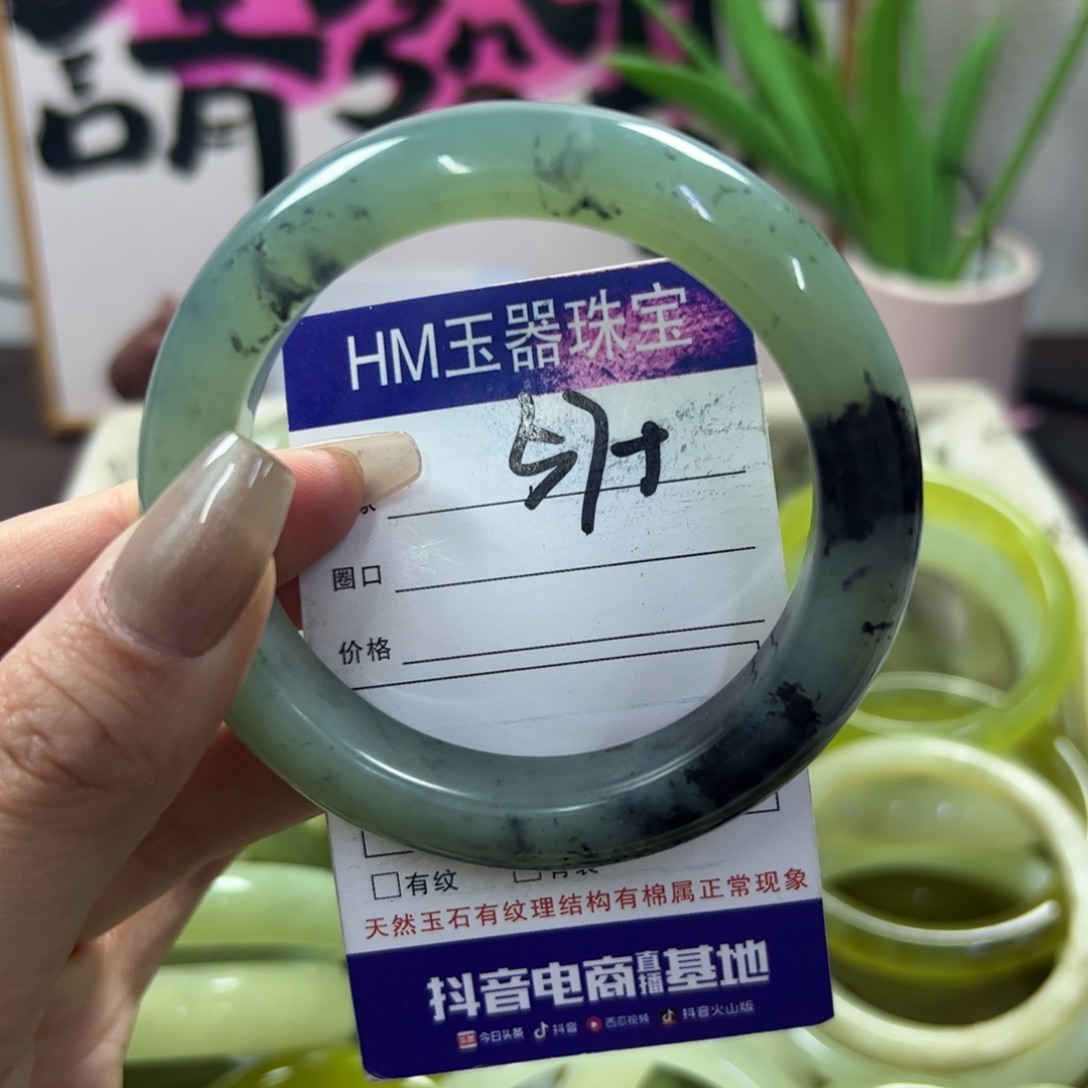 請
HM玉器珠宝
57+
圈口
价格
有纹
天然玉石有纹理结构有棉属正常现象
抖音电商直播基地
今日头条 抖音 西瓜视频 抖音火山版